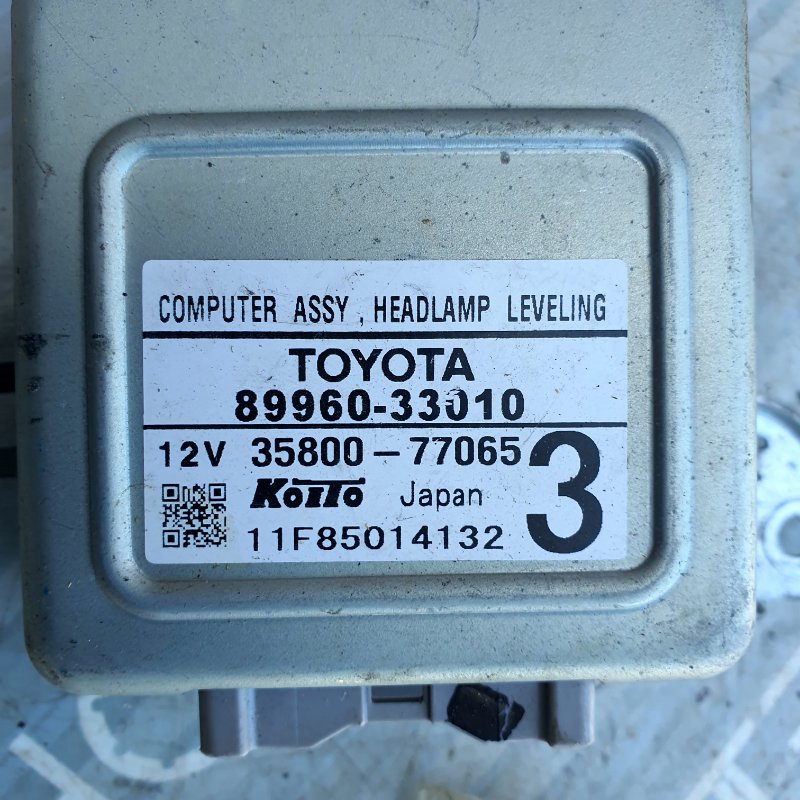 COMPUTER ASSY, HEADLAMP LEVELING
TOYOTA
89960-33010
12V 35800-77065
3
KOITO Japan
11F85014132